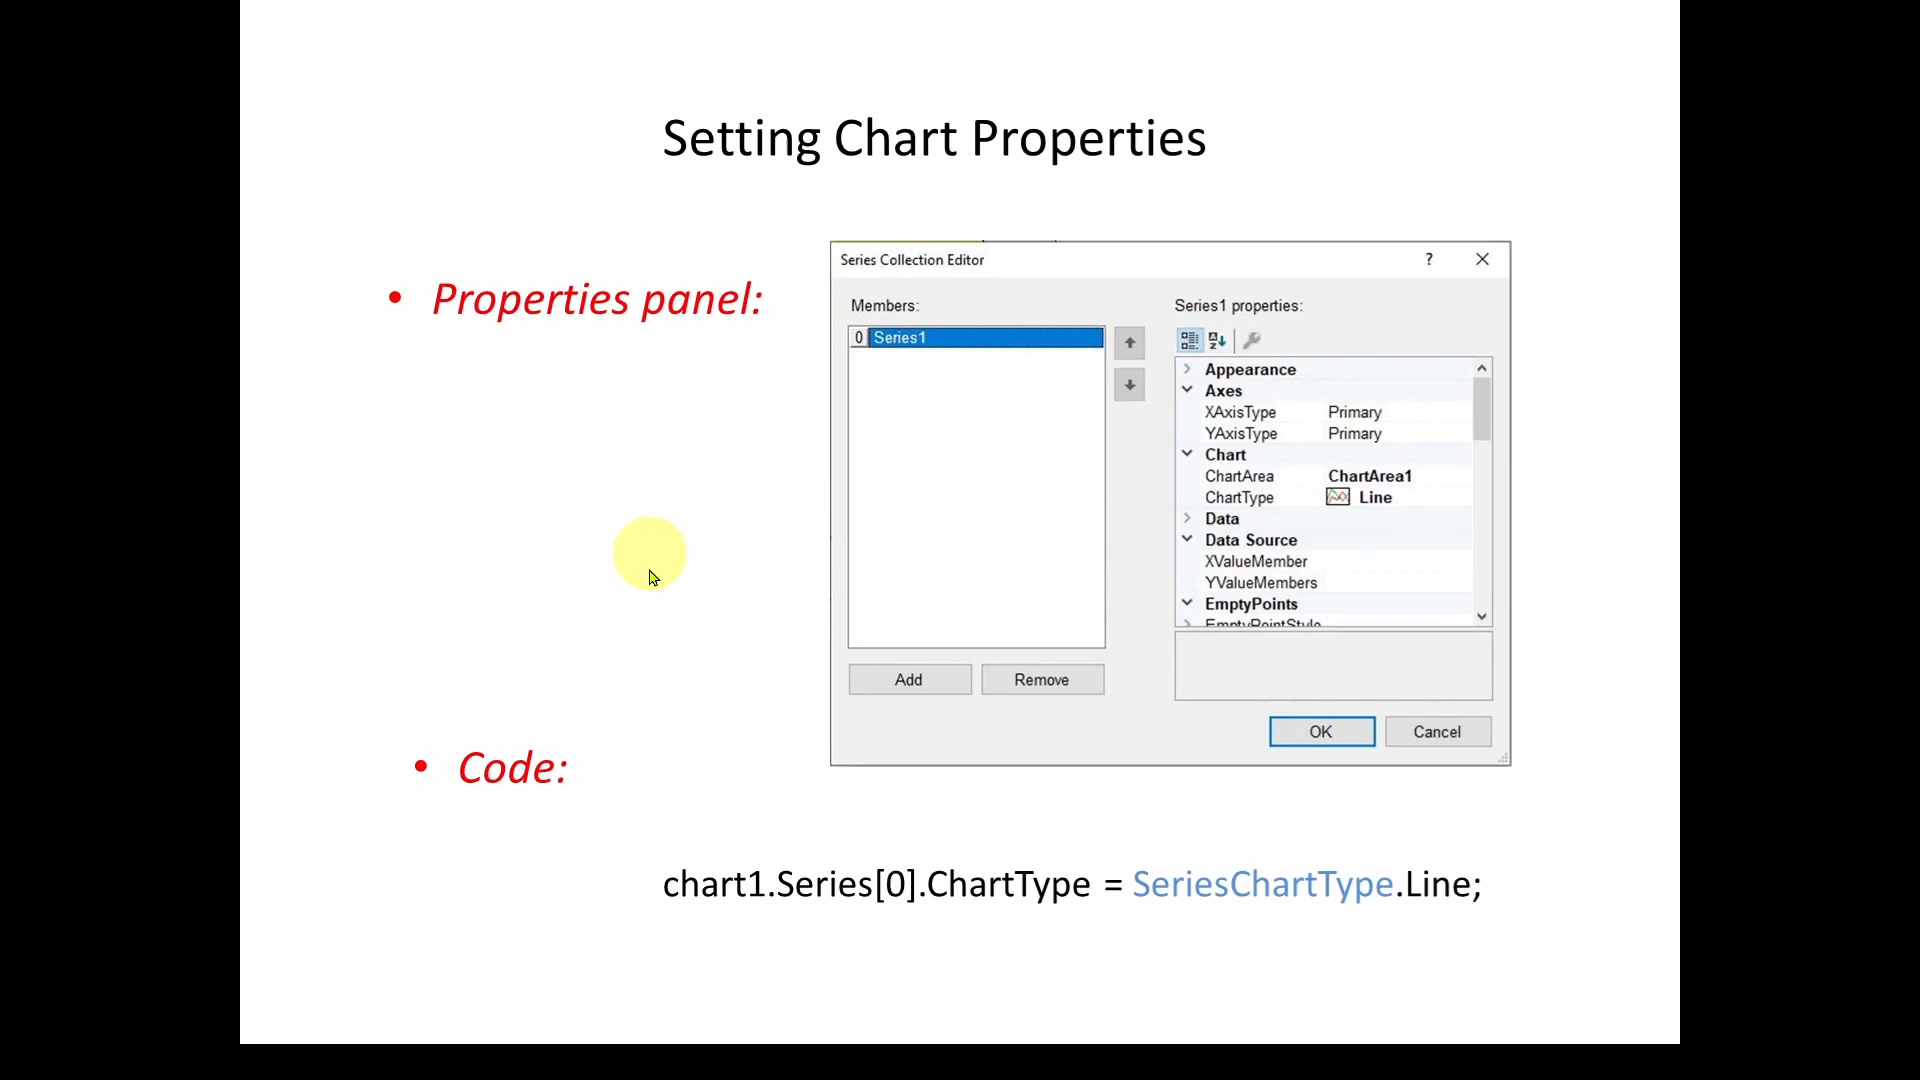 Setting Chart Properties
• Properties panel:
Series Collection Editor ?
Members:
0 Series1
Add Remove
Series1 properties:
Appearance
Axes
XAxisType Primary
YAxisType Primary
Chart
ChartArea ChartArea1
ChartType Line
Data
Data Source
XValueMember
YValueMembers
EmptyPoints
EmptyPointStyle
OK Cancel
• Code:
chart1.Series[0].ChartType = SeriesChartType.Line;